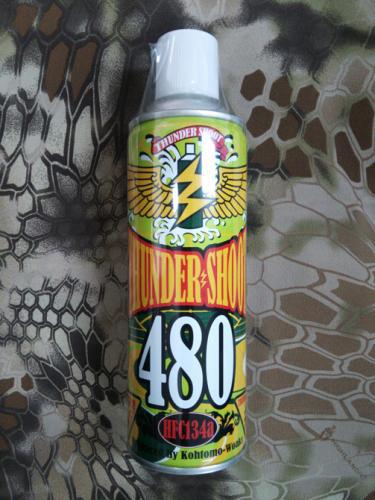 THUNDER SHOOT
THUNDER SHOOT
480
HFC134a
by Kohtomo-Works